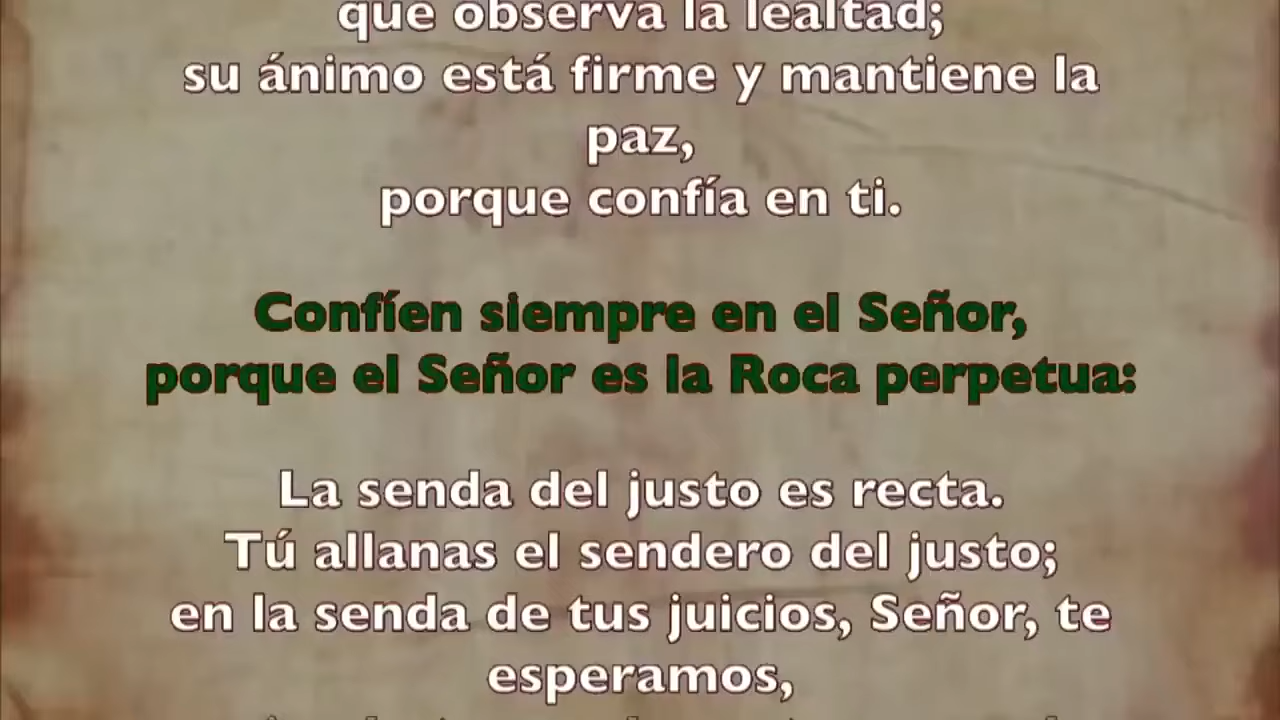 que observa la lealtad;
su ánimo está firme y mantiene la
paz,
porque confía en ti.
Confíen siempre en el Señor,
porque el Señor es la Roca perpetua:
La senda del justo es recta.
Tú allanas el sendero del justo;
en la senda de tus juicios, Señor, te
esperamos,